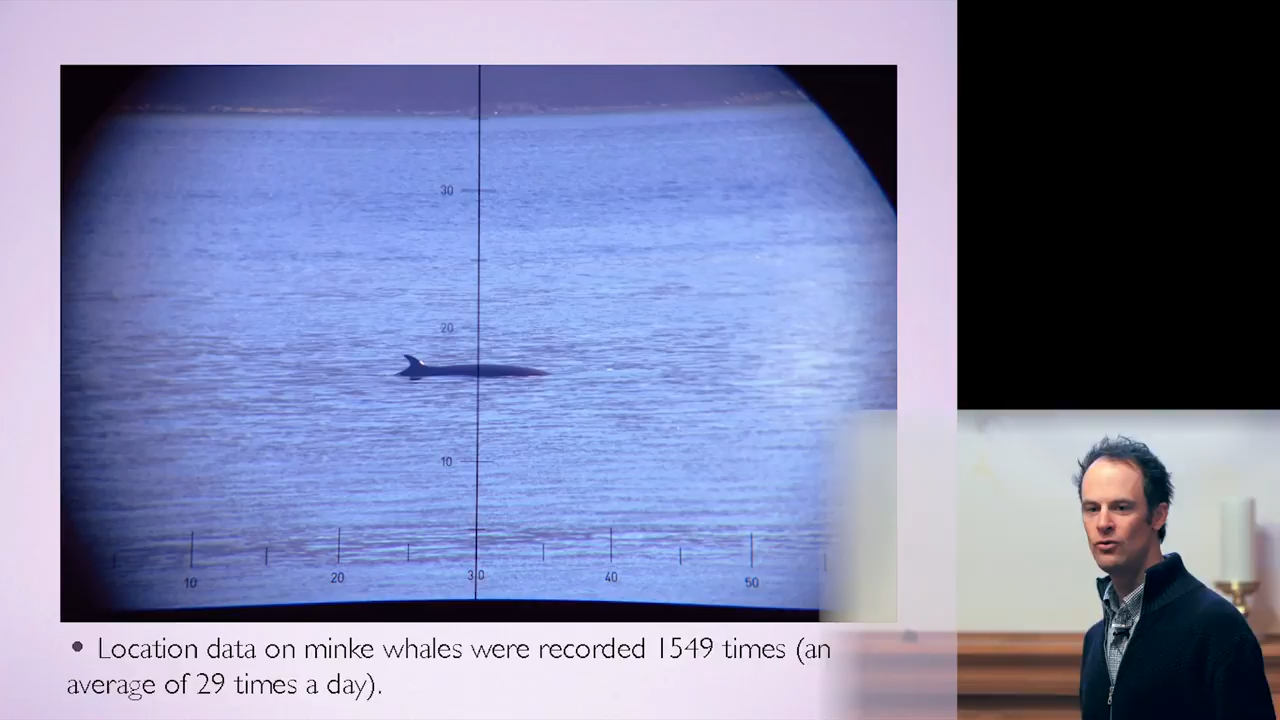 30
20
10
10 20 30 40 50
• Location data on minke whales were recorded 1549 times (an
average of 29 times a day).